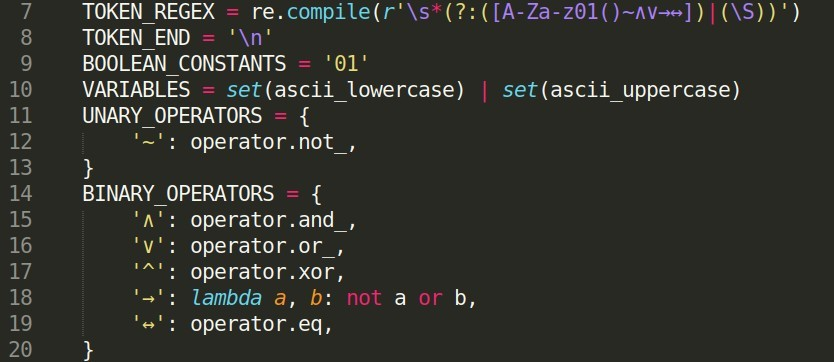 7 TOKEN_REGEX = re.compile(r'\s*(?:([A-Za-z01()~∧∨→↔])|(\S))')
8 TOKEN_END = '\n'
9 BOOLEAN_CONSTANTS = '01'
10 VARIABLES = set(ascii_lowercase) | set(ascii_uppercase)
11 UNARY_OPERATORS = {
12 '~': operator.not_,
13 }
14 BINARY_OPERATORS = {
15 '∧': operator.and_,
16 '∨': operator.or_,
17 '^': operator.xor,
18 '→': lambda a, b: not a or b,
19 '↔': operator.eq,
20 }